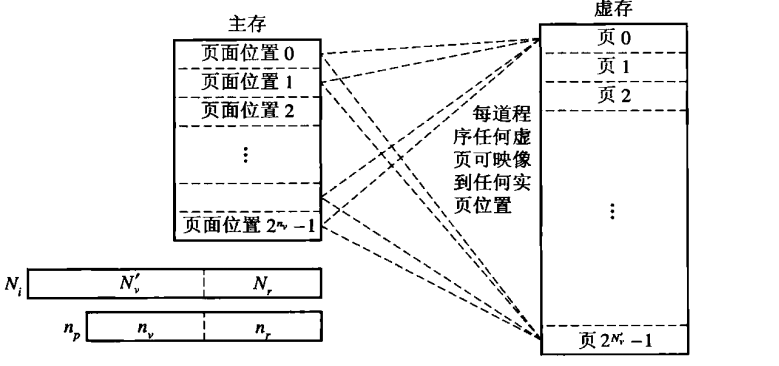 主存
页面位置 0
页面位置 1
页面位置 2
⋮
页面位置 2^{n_v}-1
虚存
页 0
页 1
页 2
⋮
页 2^{N'_v}-1
每道程
序任何虚
页可映像
到任何实
页位置
N_i N'_v N_r
n_p n_v n_r